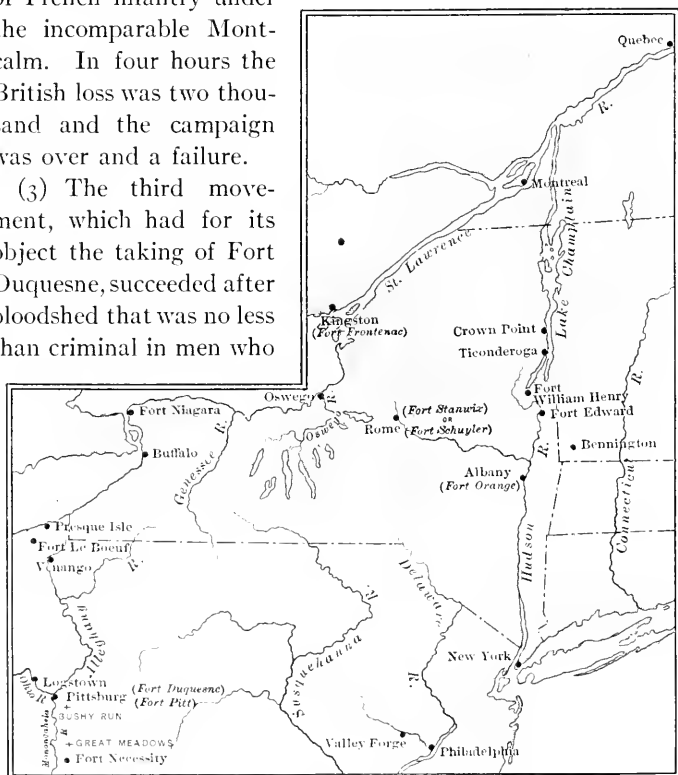 of French infantry under
the incomparable Mont-
calm. In four hours the
British loss was two thou-
sand and the campaign
was over and a failure.
(3) The third move-
ment, which had for its
object the taking of Fort
Duquesne, succeeded after
bloodshed that was no less
than criminal in men who
Quebec
R.
Montreal
St. Lawrence
Lake Champlain
Kingston
(Fort Frontenac)
Crown Point
Ticonderoga
Fort
William Henry
Fort Edward
Oswego
R.
Oswego
(Fort Stanwix)
OR
Rome (Fort Schuyler)
Bennington
R.
Connecticut
R.
Fort Niagara
Buffalo
Genessee
R.
Albany
(Fort Orange)
Hudson
Presque Isle
Fort Le Boeuf
Venango
R.
Alleghany
Delaware
R.
Susquehanna
R.
New York
Logstown
Ohio R.
Pittsburg (Fort Duquesne)
(Fort Pitt)
BUSHY RUN
Monongahela
R
GREAT MEADOWS
Fort Necessity
Valley Forge
Philadelphia